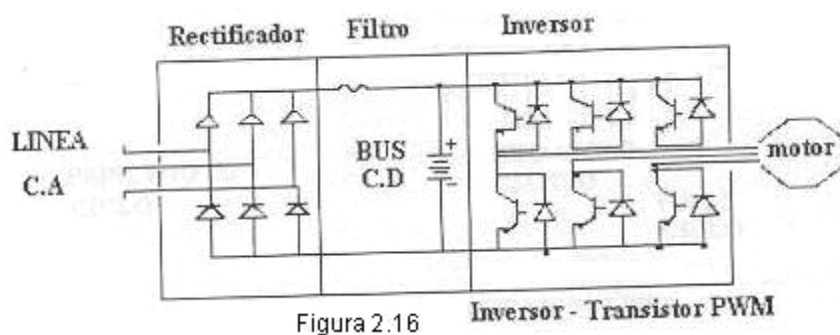 Rectificador Filtro Inversor
LINEA
C.A
BUS
C.D
+
-
motor
Inversor - Transistor PWM
Figura 2.16